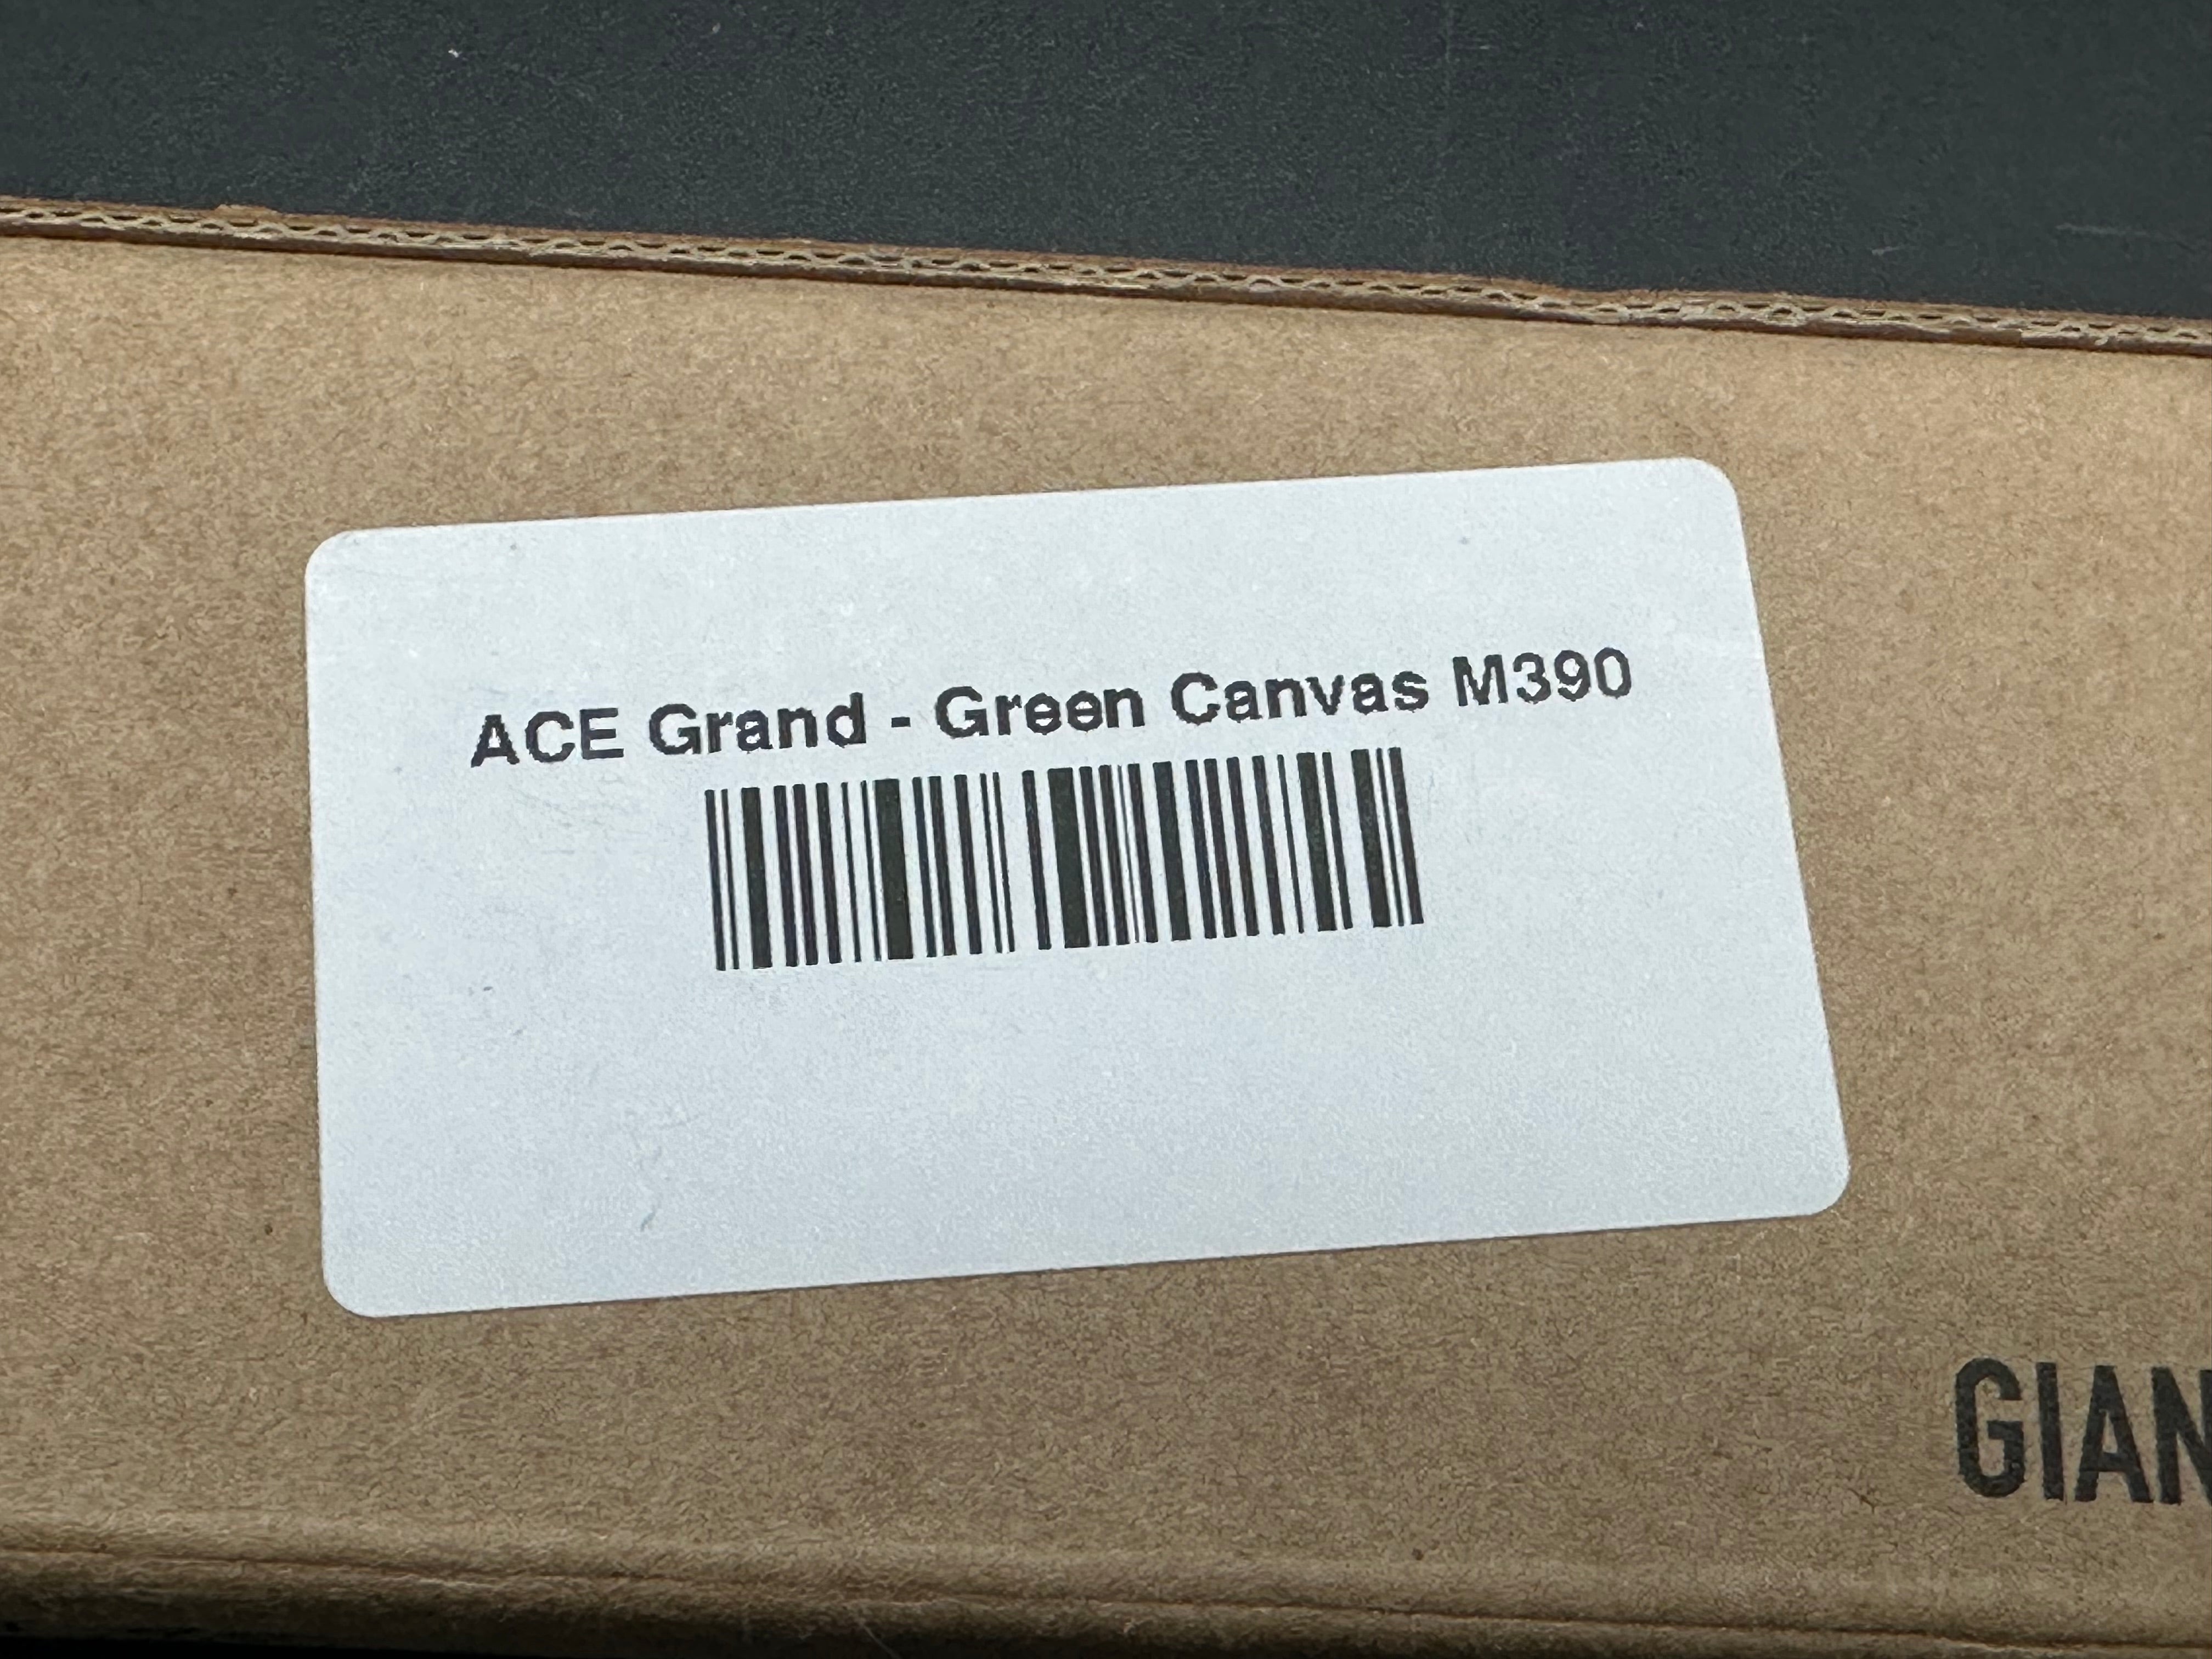 ACE Grand - Green Canvas M390
GIAN